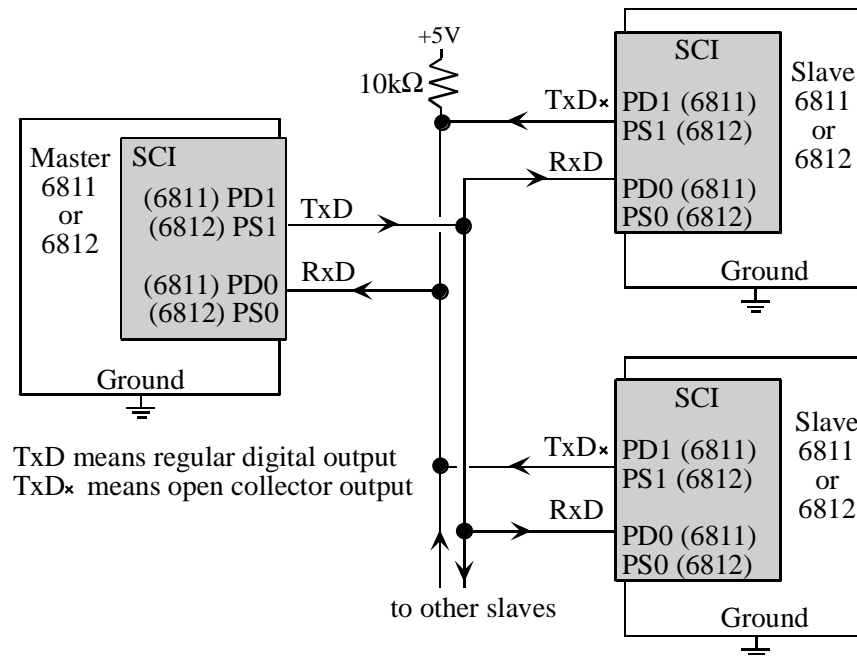 +5V
10kΩ
Master
6811
or
6812
SCI
(6811) PD1
(6812) PS1
(6811) PD0
(6812) PS0
Ground
TxD
RxD
TxD×
RxD
SCI
PD1 (6811)
PS1 (6812)
PD0 (6811)
PS0 (6812)
Slave
6811
or
6812
Ground
TxD×
RxD
SCI
PD1 (6811)
PS1 (6812)
PD0 (6811)
PS0 (6812)
Slave
6811
or
6812
Ground
TxD means regular digital output
TxD× means open collector output
to other slaves